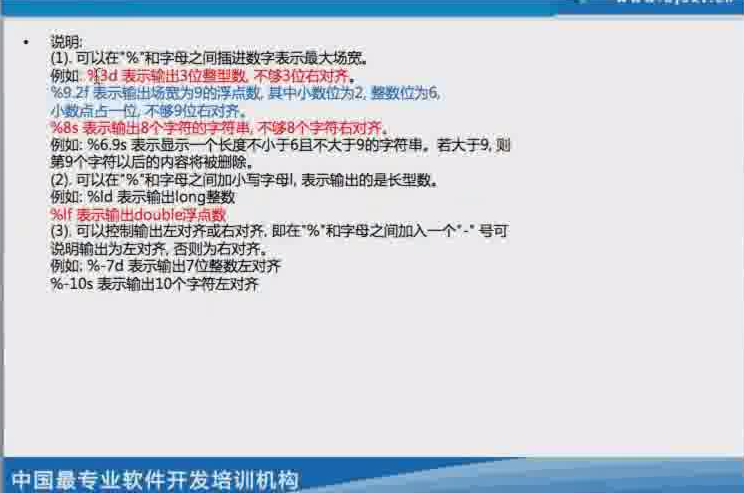 • 说明:
(1). 可以在"%"和字母之间插进数字表示最大场宽。
例如: %3d 表示输出3位整型数, 不够3位右对齐。
%9.2f 表示输出场宽为9的浮点数, 其中小数位为2, 整数位为6,
小数点占一位, 不够9位右对齐。
%8s 表示输出8个字符的字符串, 不够8个字符右对齐。
例如: %6.9s 表示显示一个长度不小于6且不大于9的字符串。若大于9, 则
第9个字符以后的内容将被删除。
(2). 可以在"%"和字母之间加小写字母l, 表示输出的是长型数。
例如: %ld 表示输出long整数
%lf 表示输出double浮点数
(3). 可以控制输出左对齐或右对齐, 即在"%"和字母之间加入一个"-" 号可
说明输出为左对齐, 否则为右对齐。
例如: %-7d 表示输出7位整数左对齐
%-10s 表示输出10个字符左对齐
中国最专业软件开发培训机构